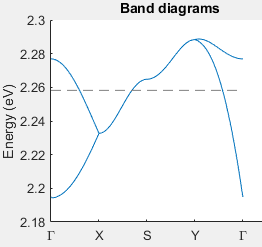 Band diagrams
2.3
2.28
2.26
2.24
2.22
2.2
2.18
Energy (eV)
Γ X S Y Γ